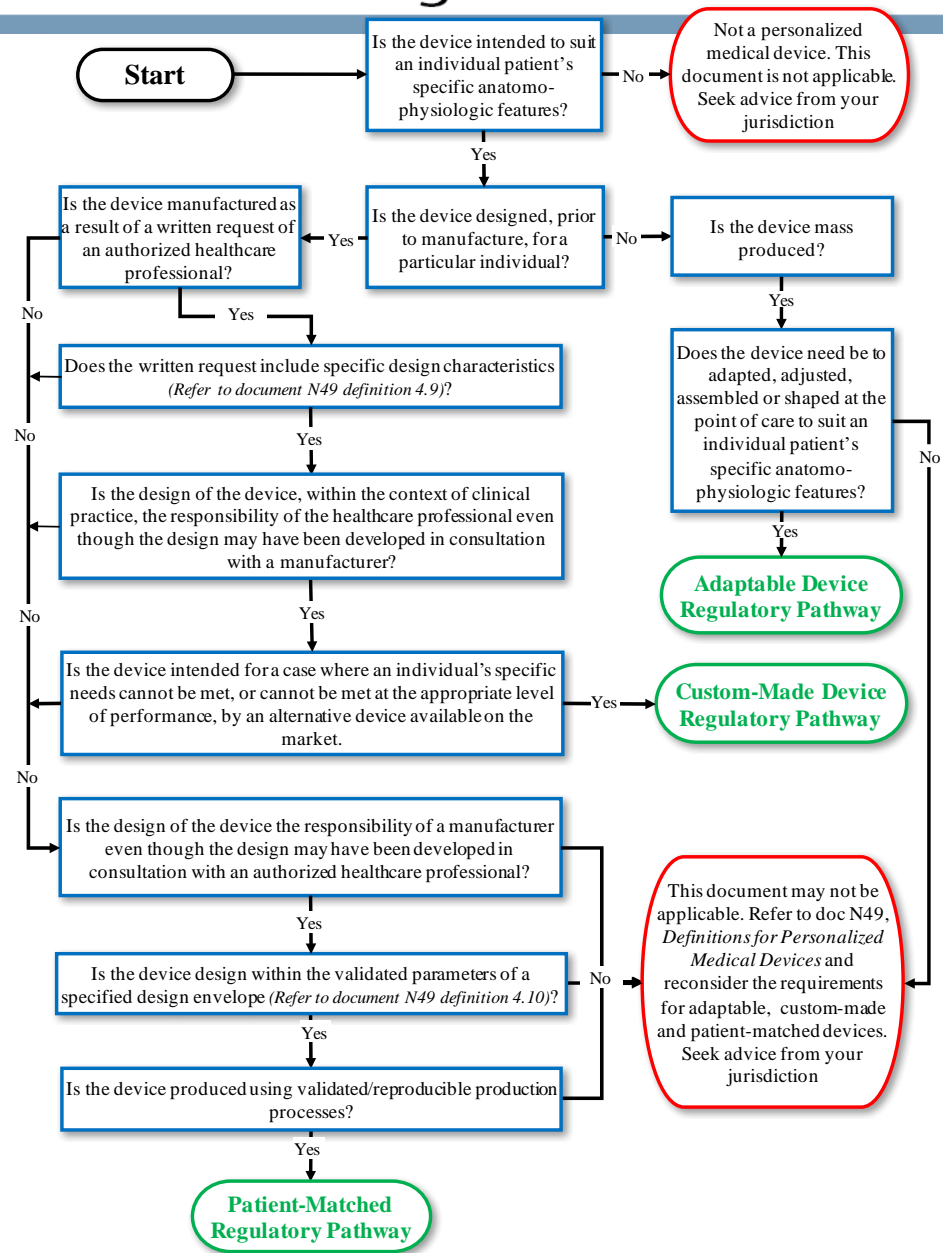 Start
Is the device intended to suit
an individual patient's
specific anatomo-
physiologic features?
No
Not a personalized
medical device. This
document is not applicable.
Seek advice from your
jurisdiction
Yes
Is the device manufactured as
a result of a written request of
an authorized healthcare
professional?
Yes
Is the device designed, prior
to manufacture, for a
particular individual?
No
Is the device mass
produced?
No
Yes
Yes
Does the written request include specific design characteristics
(Refer to document N49 definition 4.9)?
Does the device need be to
adapted, adjusted,
assembled or shaped at the
point of care to suit an
individual patient's
specific anatomo-
physiologic features?
No
No
Yes
Is the design of the device, within the context of clinical
practice, the responsibility of the healthcare professional even
though the design may have been developed in consultation
with a manufacturer?
Yes
Adaptable Device
Regulatory Pathway
No
Yes
Is the device intended for a case where an individual's specific
needs cannot be met, or cannot be met at the appropriate level
of performance, by an alternative device available on the
market.
Yes
Custom-Made Device
Regulatory Pathway
No
Is the design of the device the responsibility of a manufacturer
even though the design may have been developed in
consultation with an authorized healthcare professional?
Yes
Is the device design within the validated parameters of a
specified design envelope (Refer to document N49 definition 4.10)?
No
This document may not be
applicable. Refer to doc N49,
Definitions for Personalized
Medical Devices and
reconsider the requirements
for adaptable, custom-made
and patient-matched devices.
Seek advice from your
jurisdiction
Yes
Is the device produced using validated/reproducible production
processes?
Yes
Patient-Matched
Regulatory Pathway